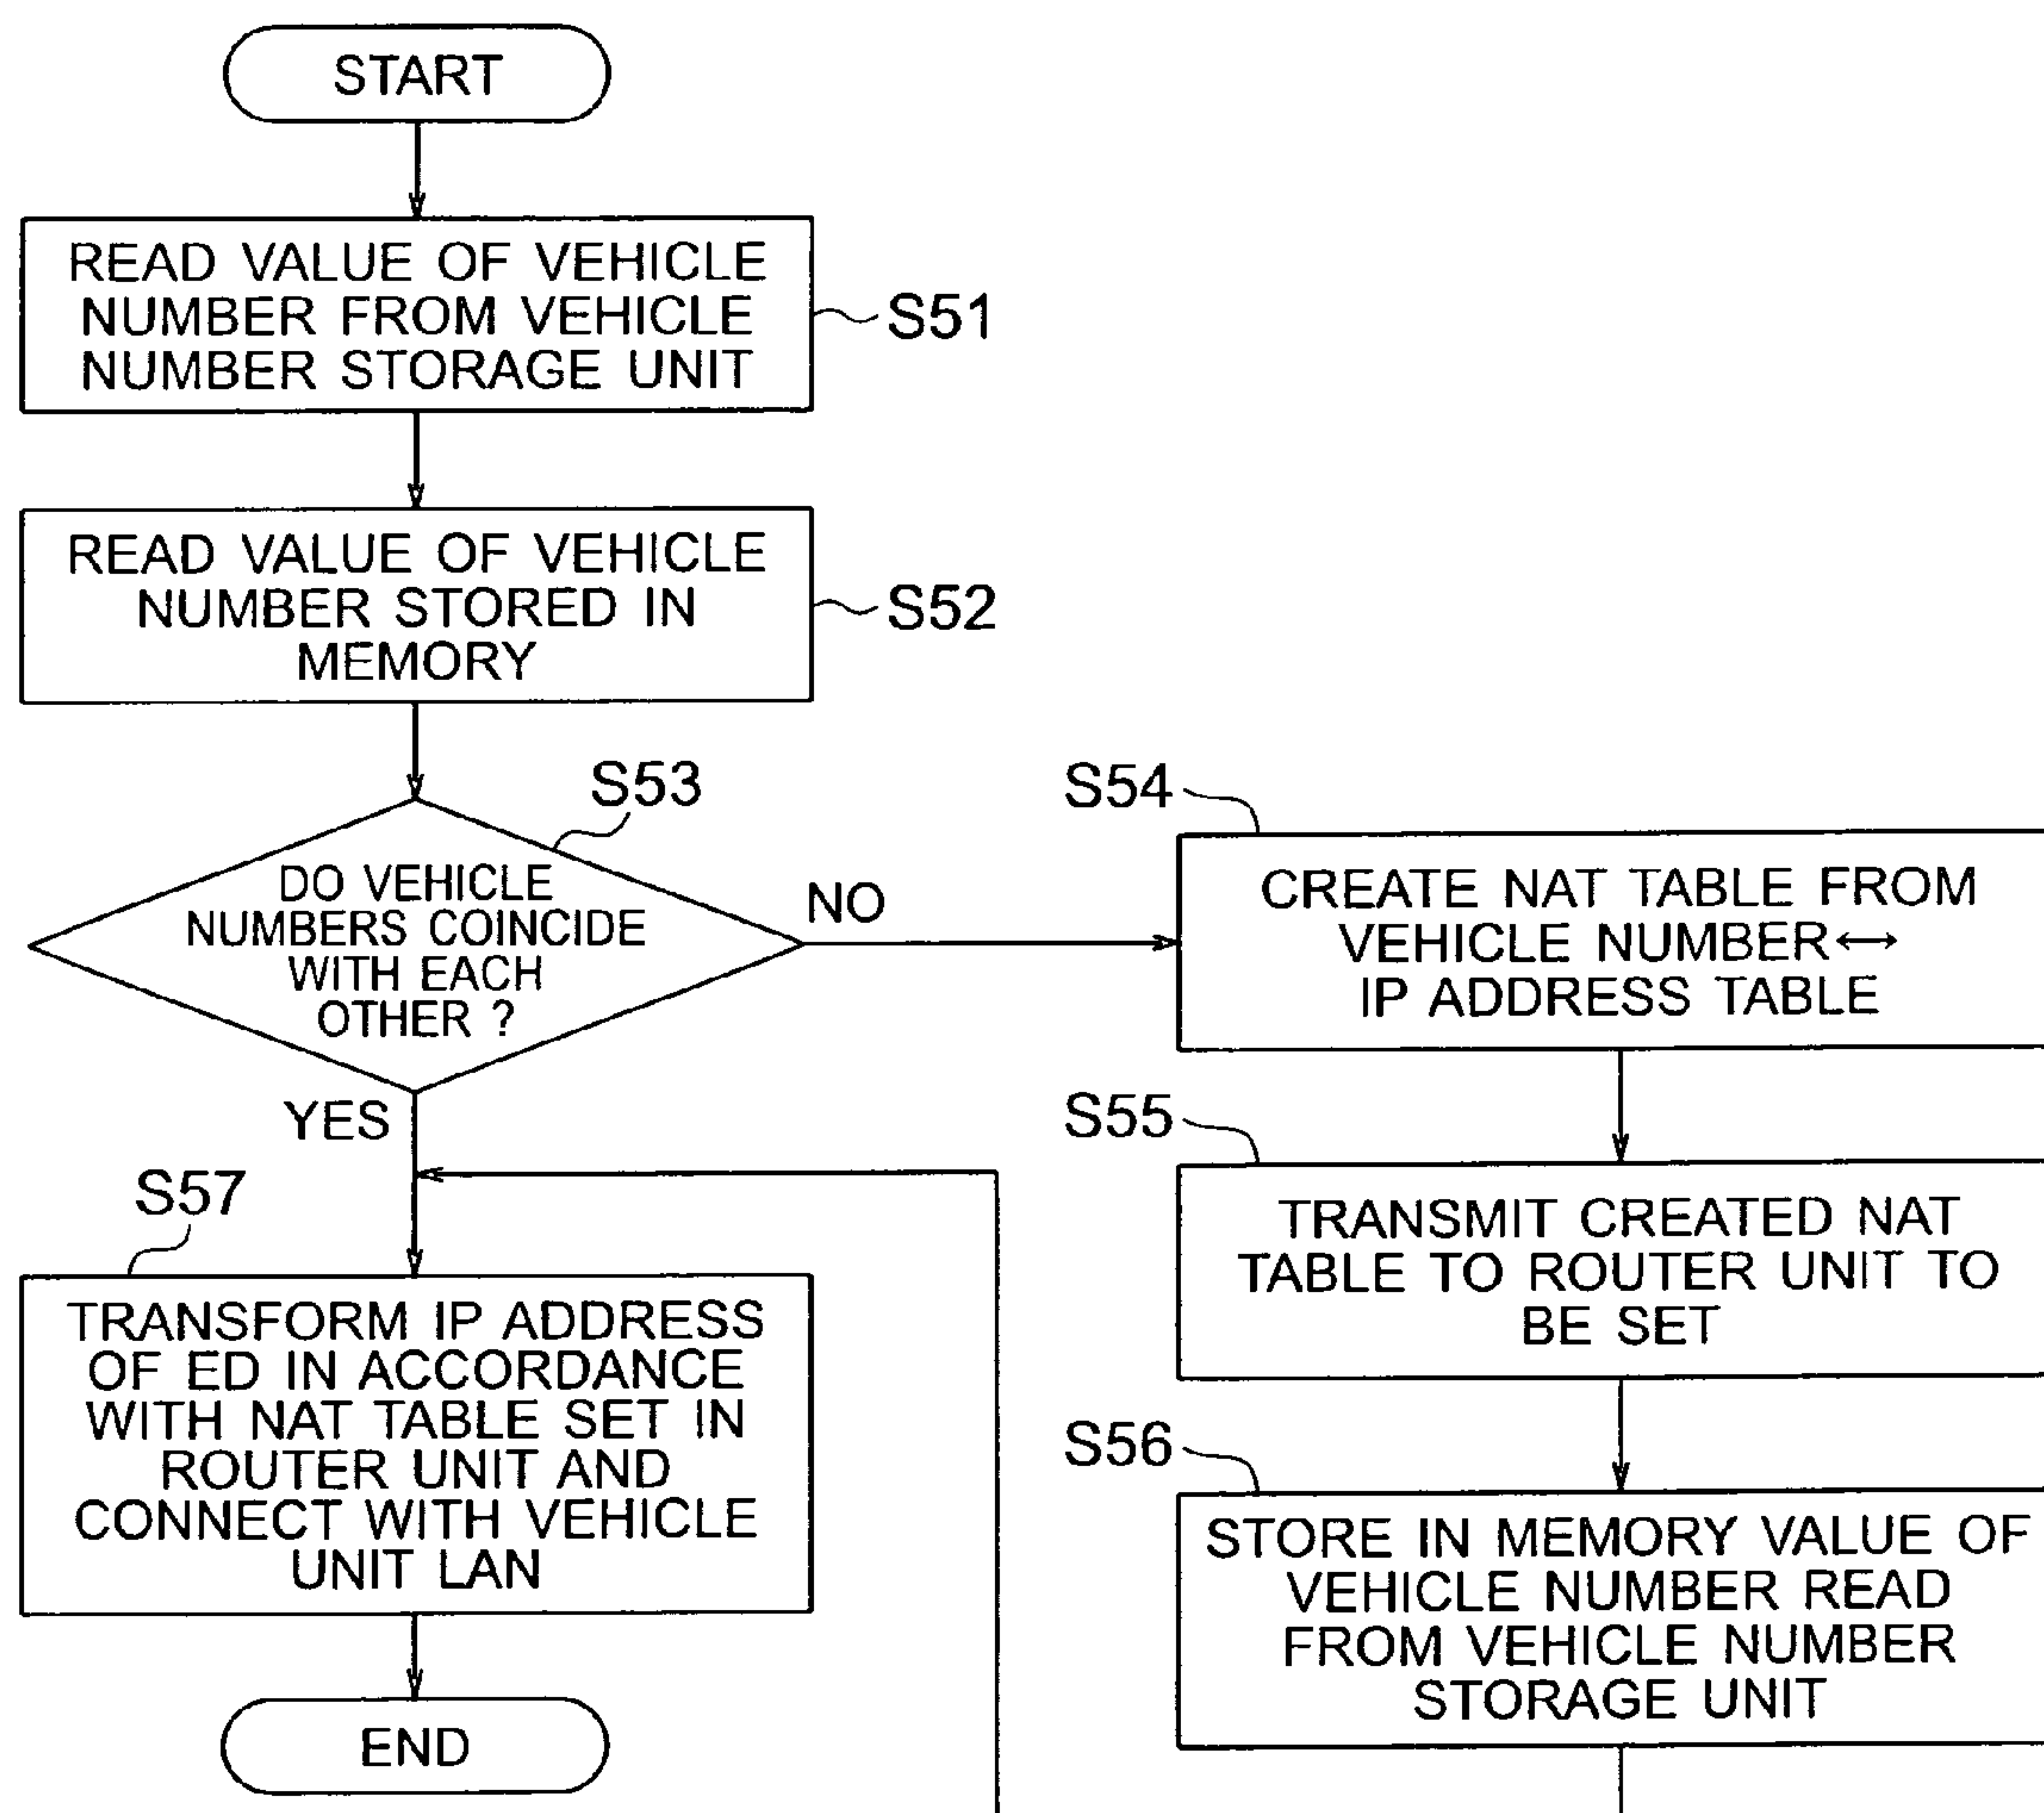 START
READ VALUE OF VEHICLE
NUMBER FROM VEHICLE
NUMBER STORAGE UNIT
S51
READ VALUE OF VEHICLE
NUMBER STORED IN
MEMORY
S52
S53
DO VEHICLE
NUMBERS COINCIDE
WITH EACH
OTHER ?
NO
YES
S54
CREATE NAT TABLE FROM
VEHICLE NUMBER↔
IP ADDRESS TABLE
S55
TRANSMIT CREATED NAT
TABLE TO ROUTER UNIT TO
BE SET
S56
STORE IN MEMORY VALUE OF
VEHICLE NUMBER READ
FROM VEHICLE NUMBER
STORAGE UNIT
S57
TRANSFORM IP ADDRESS
OF ED IN ACCORDANCE
WITH NAT TABLE SET IN
ROUTER UNIT AND
CONNECT WITH VEHICLE
UNIT LAN
END